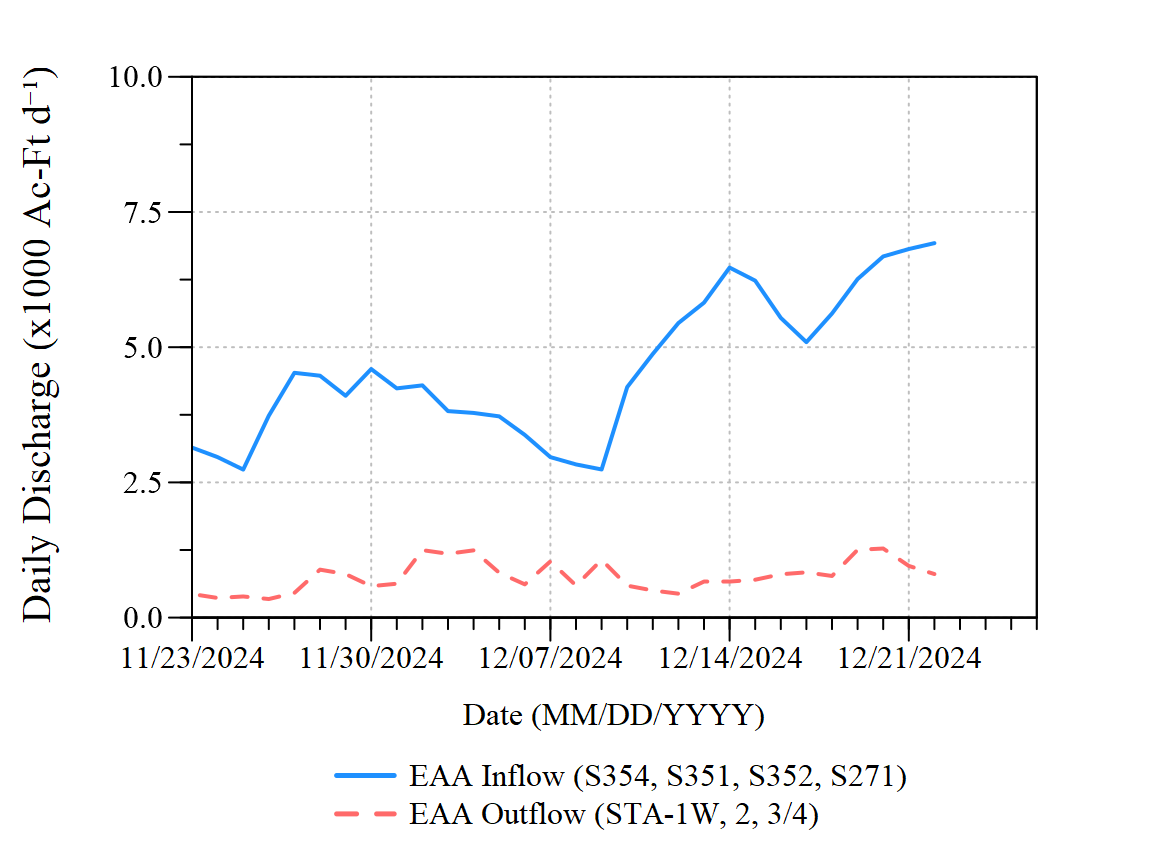 Daily Discharge (x1000 Ac-Ft d⁻¹)
10.0
7.5
5.0
2.5
0.0
11/23/2024 11/30/2024 12/07/2024 12/14/2024 12/21/2024
Date (MM/DD/YYYY)
EAA Inflow (S354, S351, S352, S271)
EAA Outflow (STA-1W, 2, 3/4)